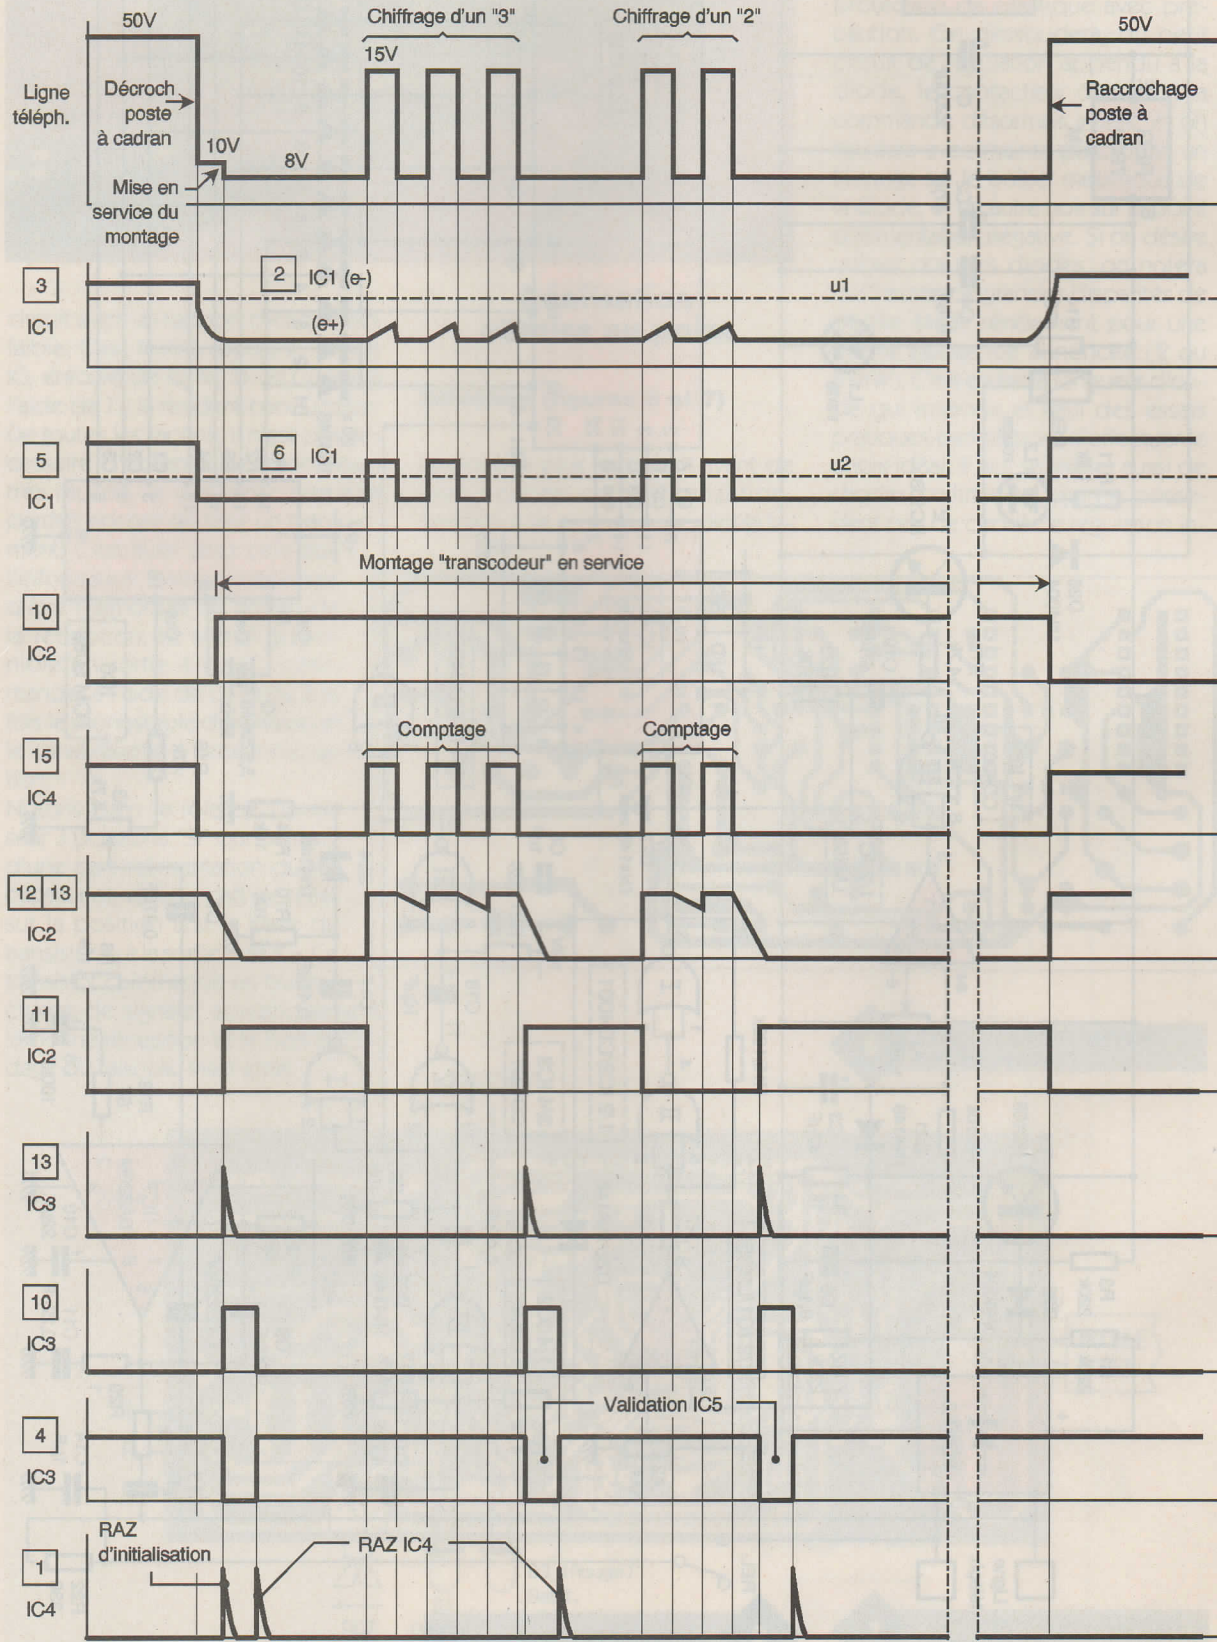 50V
Chiffrage d'un "3"
Chiffrage d'un "2"
50V
15V
Ligne
téléph.
Décroch
poste
à cadran
10V
8V
Mise en
service du
montage
Raccrochage
poste à
cadran
3
IC1
2 IC1 (e-)
(e+)
u1
5
IC1
6 IC1
u2
Montage "transcodeur" en service
10
IC2
Comptage
Comptage
15
IC4
12 13
IC2
11
IC2
13
IC3
10
IC3
Validation IC5
4
IC3
RAZ
d'initialisation
RAZ IC4
1
IC4